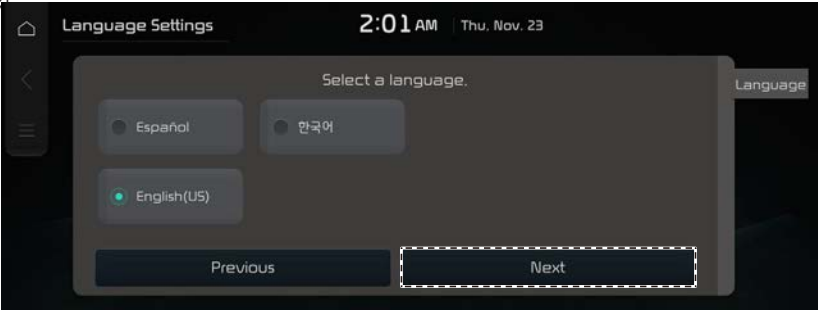 Language Settings
2:01 AM Thu, Nov. 23
Select a language.
Language
Español
한국어
English(US)
Previous
Next